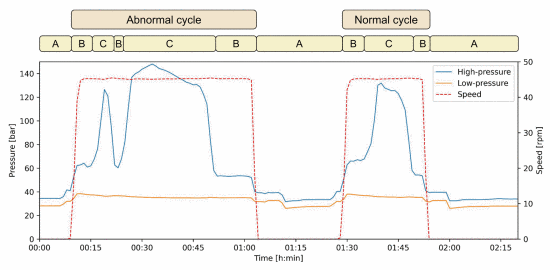 Abnormal cycle Normal cycle
A B C B C B A B C B A
High-pressure
Low-pressure
Speed
Pressure [bar]
140
120
100
80
60
40
20
0
Speed [rpm]
50
40
30
20
10
0
00:00 00:15 00:30 00:45 01:00 01:15 01:30 01:45 02:00 02:15
Time [h:min]